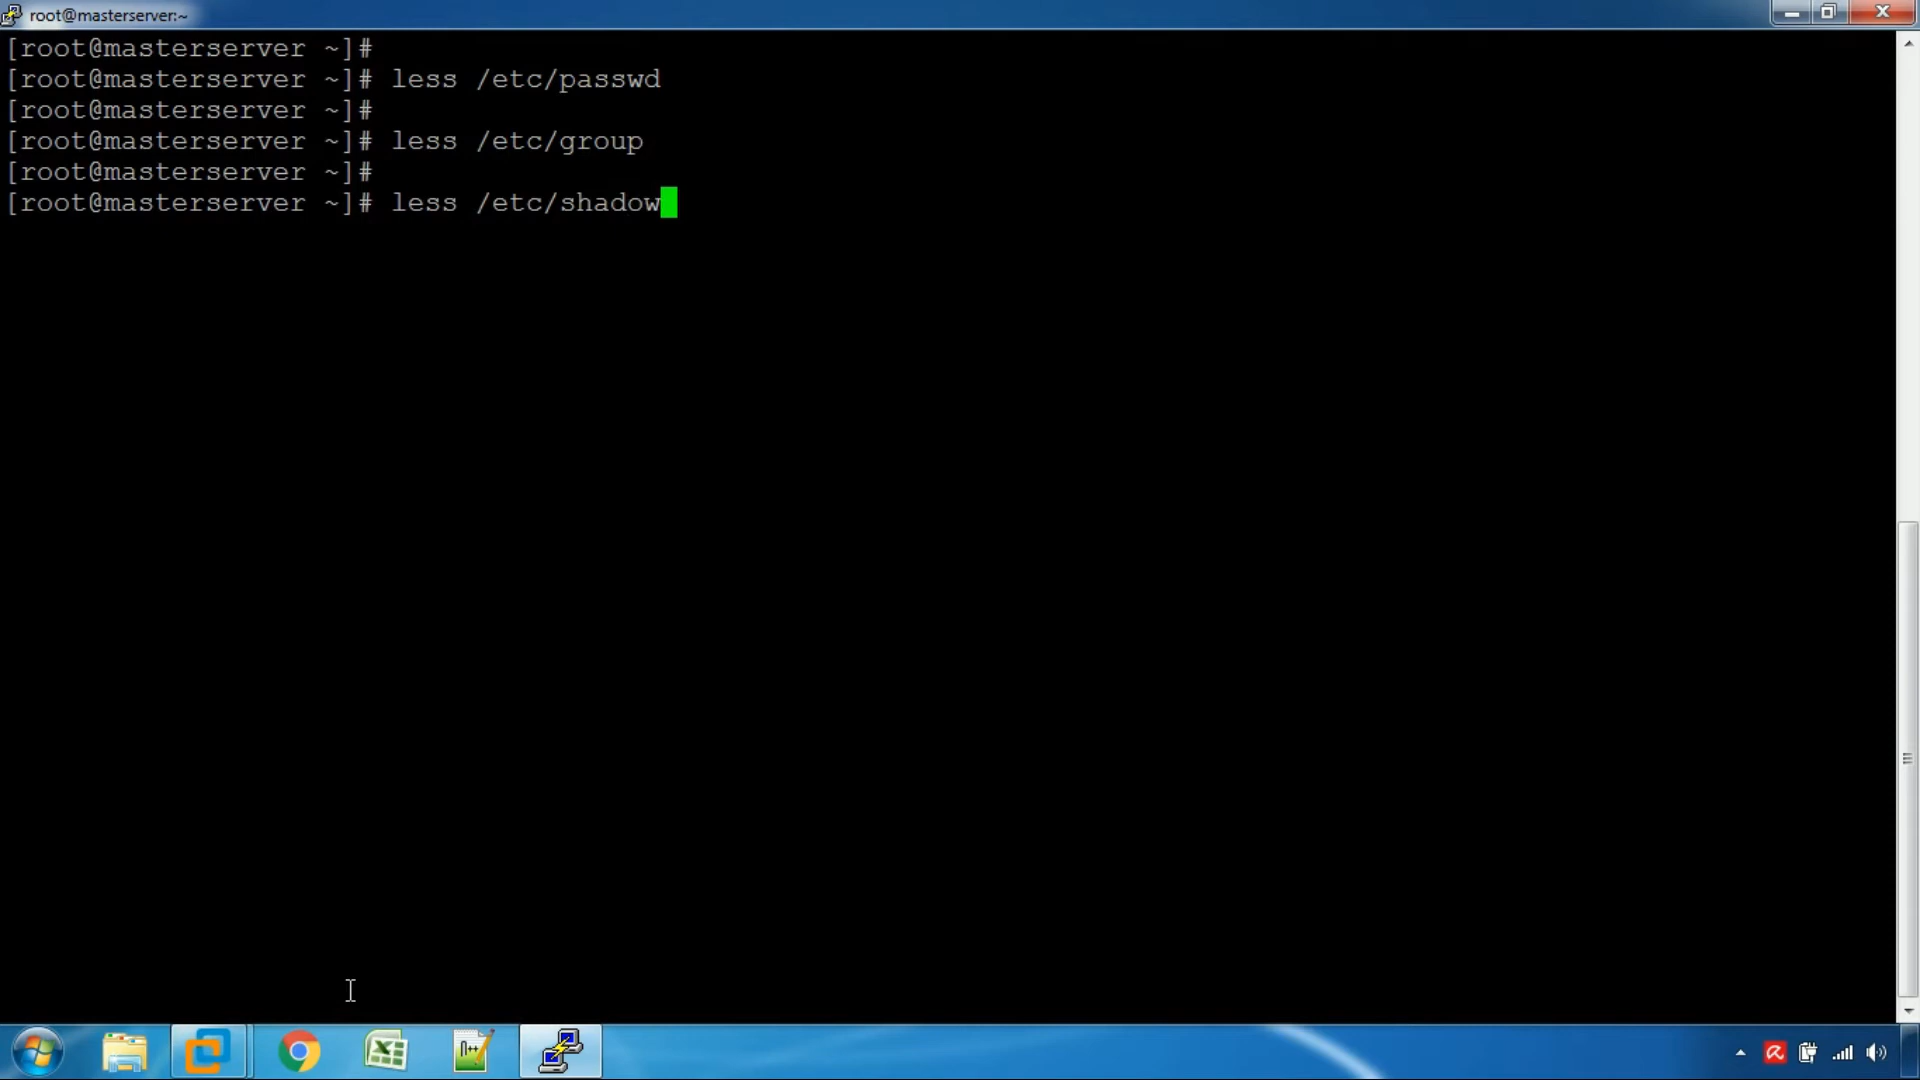 root@masterserver:~
[root@masterserver ~]#
[root@masterserver ~]# less /etc/passwd
[root@masterserver ~]#
[root@masterserver ~]# less /etc/group
[root@masterserver ~]#
[root@masterserver ~]# less /etc/shadow